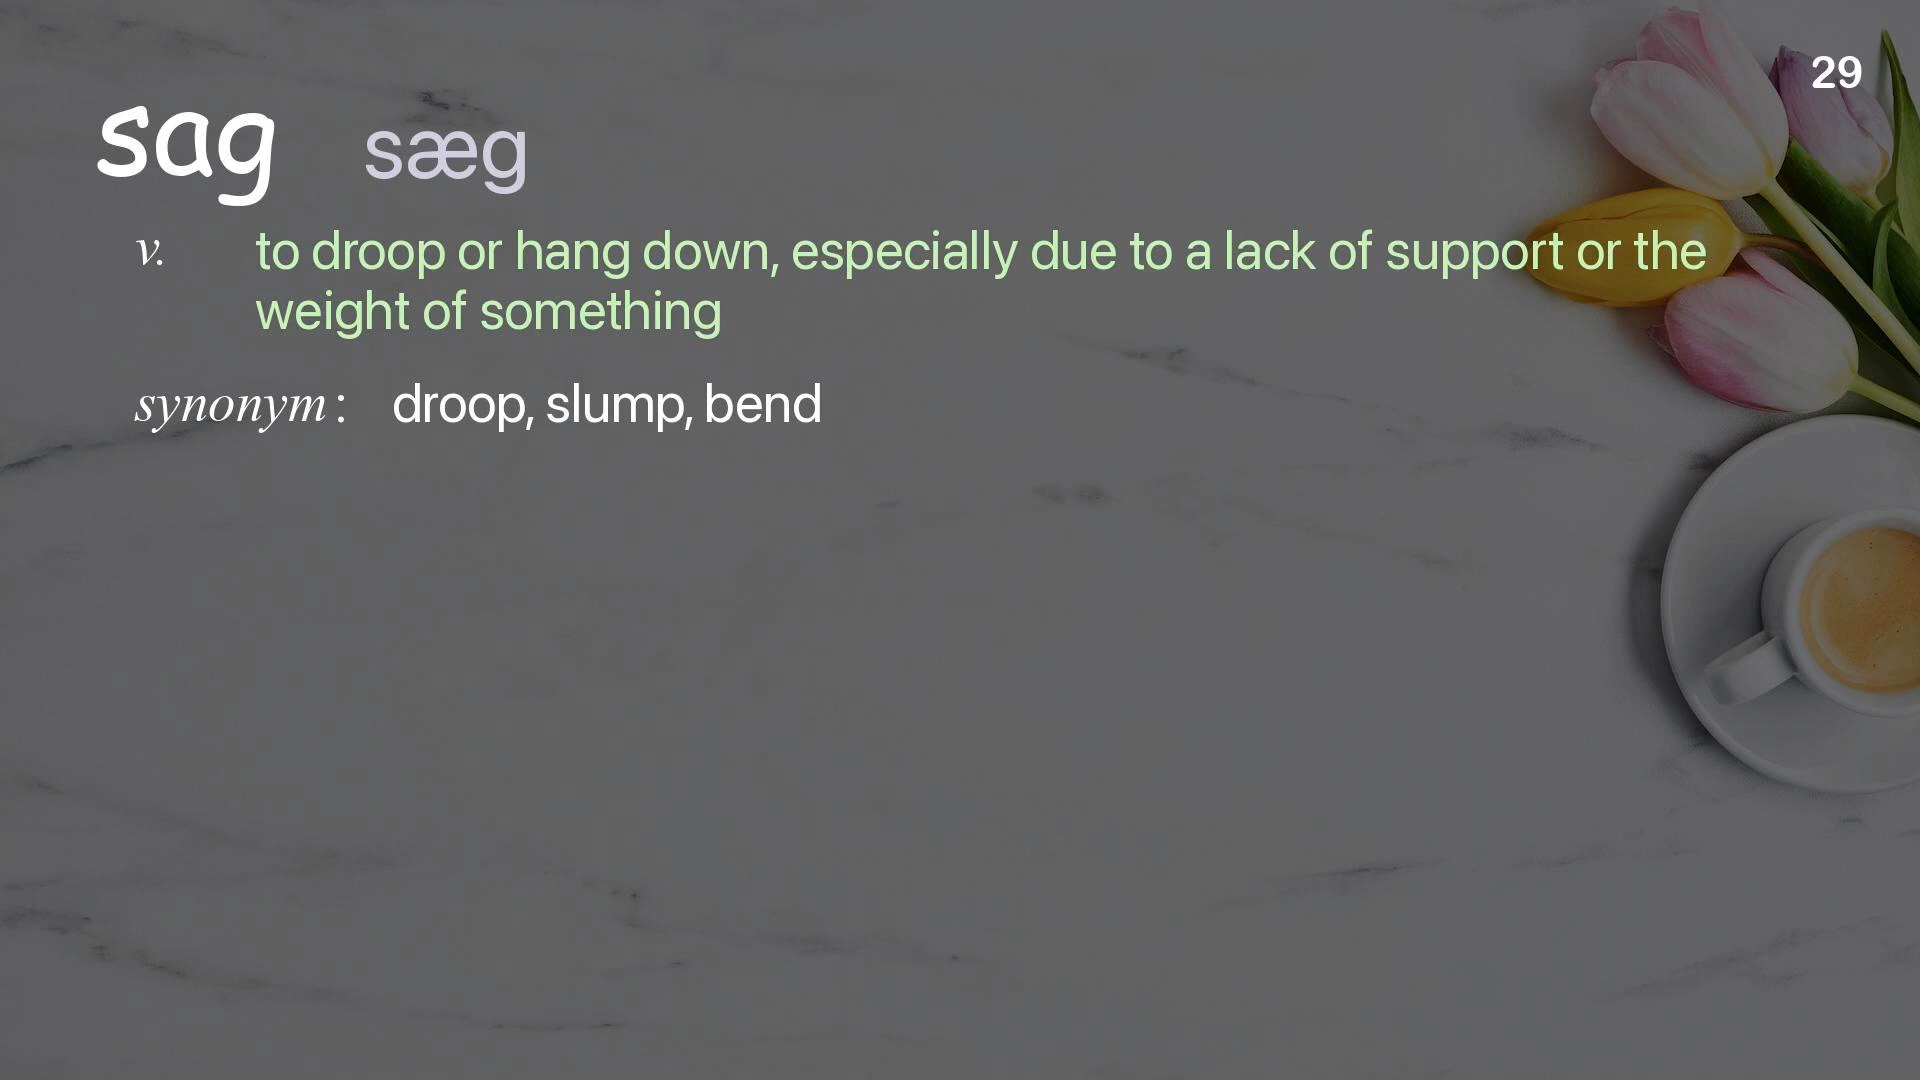 29
sag sæg
v. to droop or hang down, especially due to a lack of support or the
weight of something
synonym: droop, slump, bend